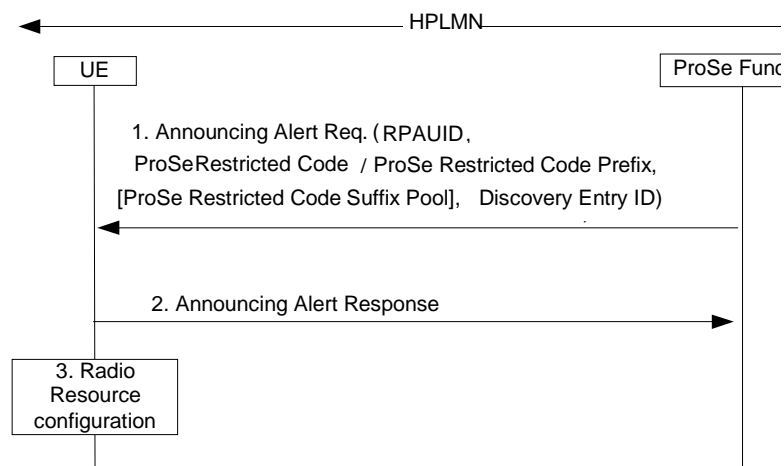 HPLMN
UE
ProSe Func
1. Announcing Alert Req. (RPAUID,
ProSeRestricted Code / ProSe Restricted Code Prefix,
[ProSe Restricted Code Suffix Pool], Discovery Entry ID)
2. Announcing Alert Response
3. Radio
Resource
configuration